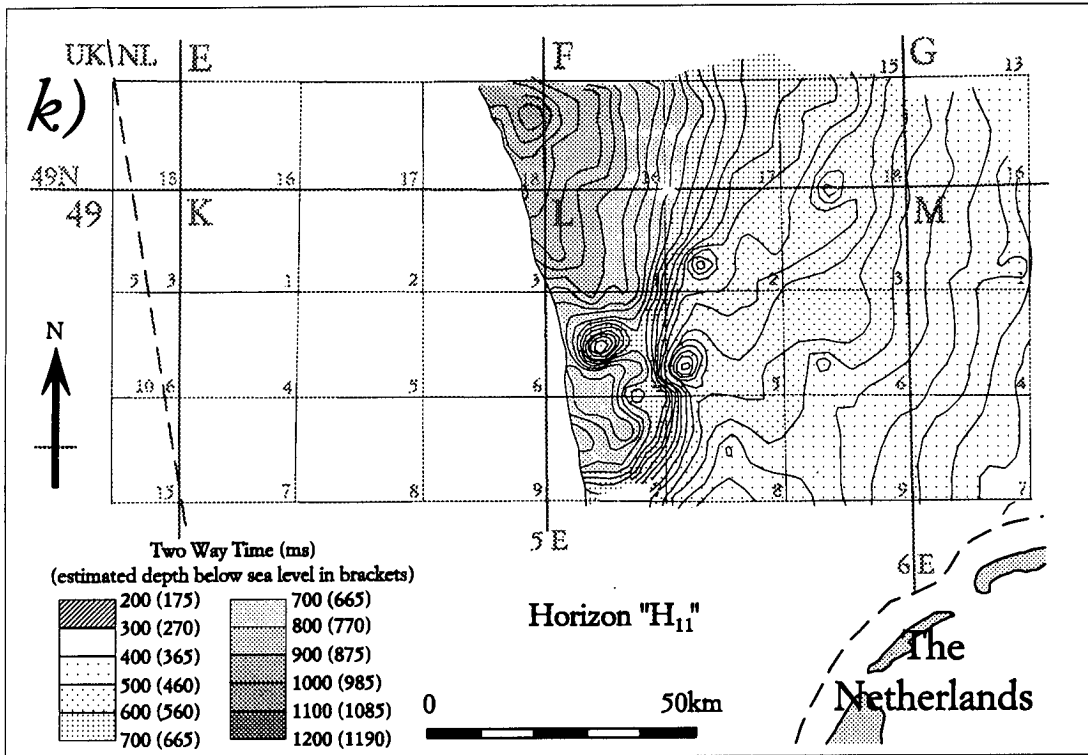 UK\NL E F G
k)
15 13
49N 18 16 17 18 16 17 18 16
49 K L M
5 3 1 2 1 2 3 1
N
10 6 4 5 6 5 6 4
15 7 8 9 7 8 9 7
5 E
6 E
Two Way Time (ms)
(estimated depth below sea level in brackets)
200 (175) 700 (665)
300 (270) 800 (770)
400 (365) 900 (875)
500 (460) 1000 (985)
600 (560) 1100 (1085)
700 (665) 1200 (1190)
Horizon "H₁₁"
0 50km
The
Netherlands